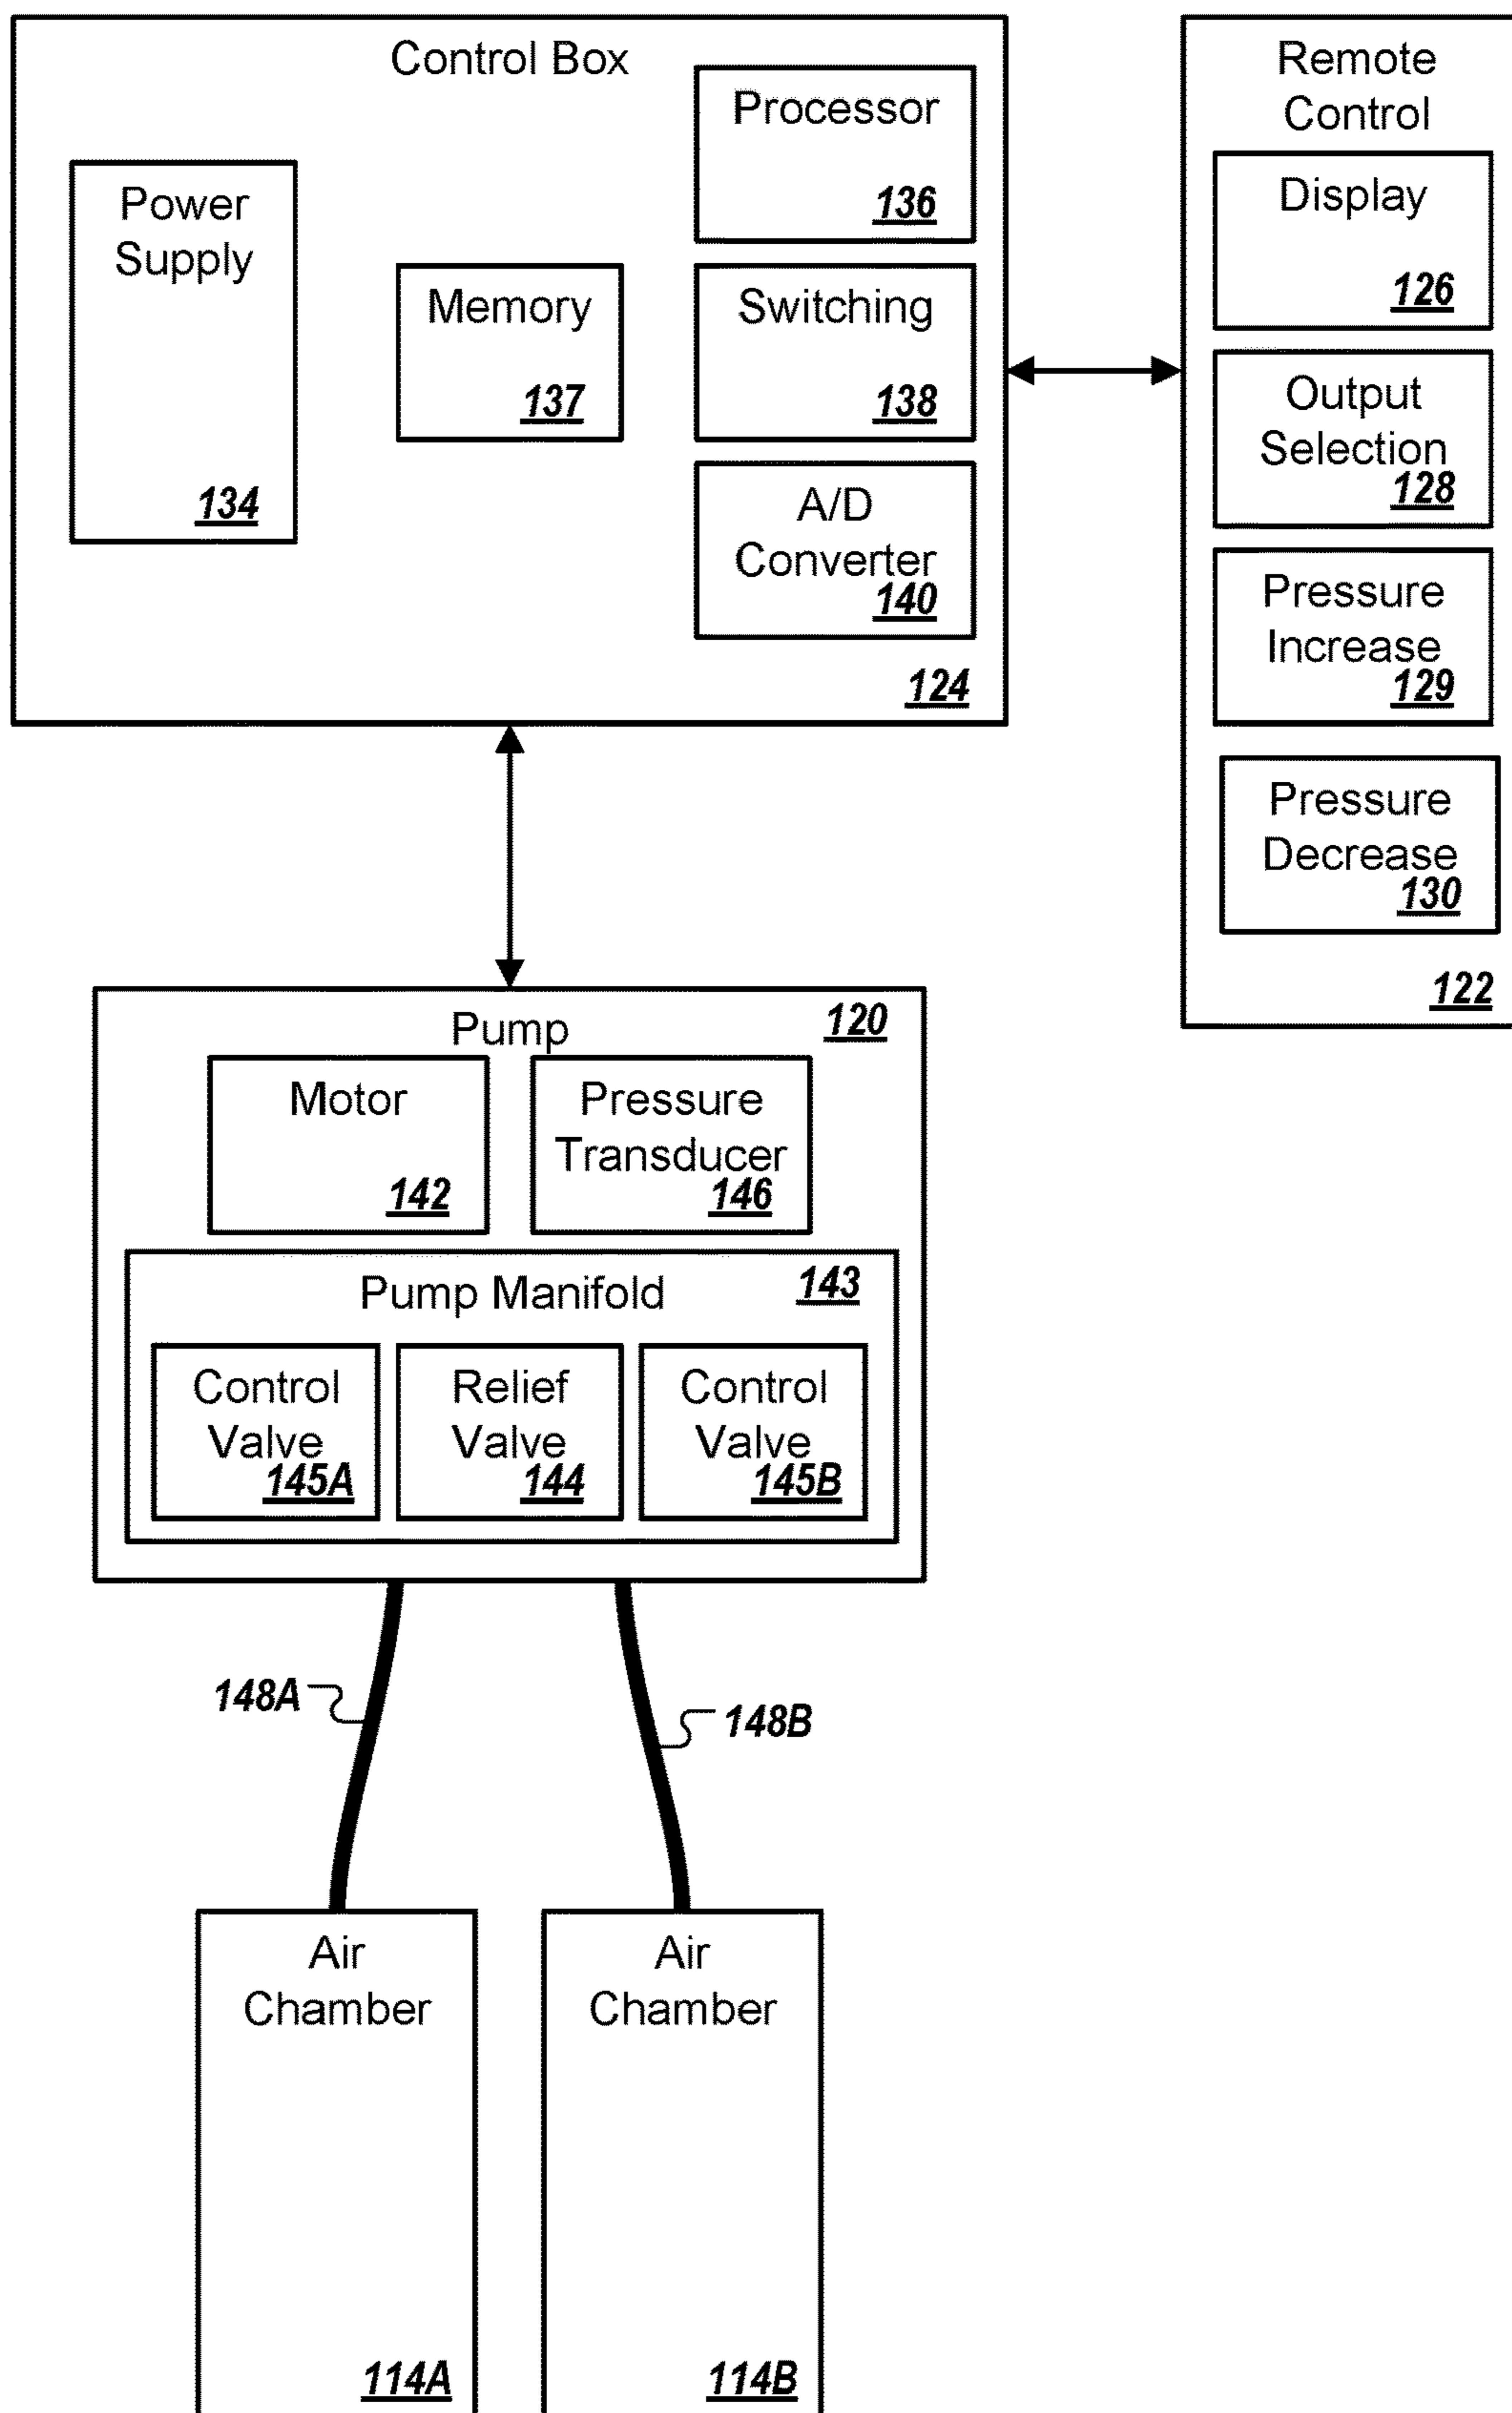 Control Box
Power
Supply
134
Memory
137
Processor
136
Switching
138
A/D
Converter
140
124
Remote
Control
Display
126
Output
Selection
128
Pressure
Increase
129
Pressure
Decrease
130
122
Pump
120
Motor
142
Pressure
Transducer
146
Pump Manifold
143
Control
Valve
145A
Relief
Valve
144
Control
Valve
145B
148A
148B
Air
Chamber
114A
Air
Chamber
114B